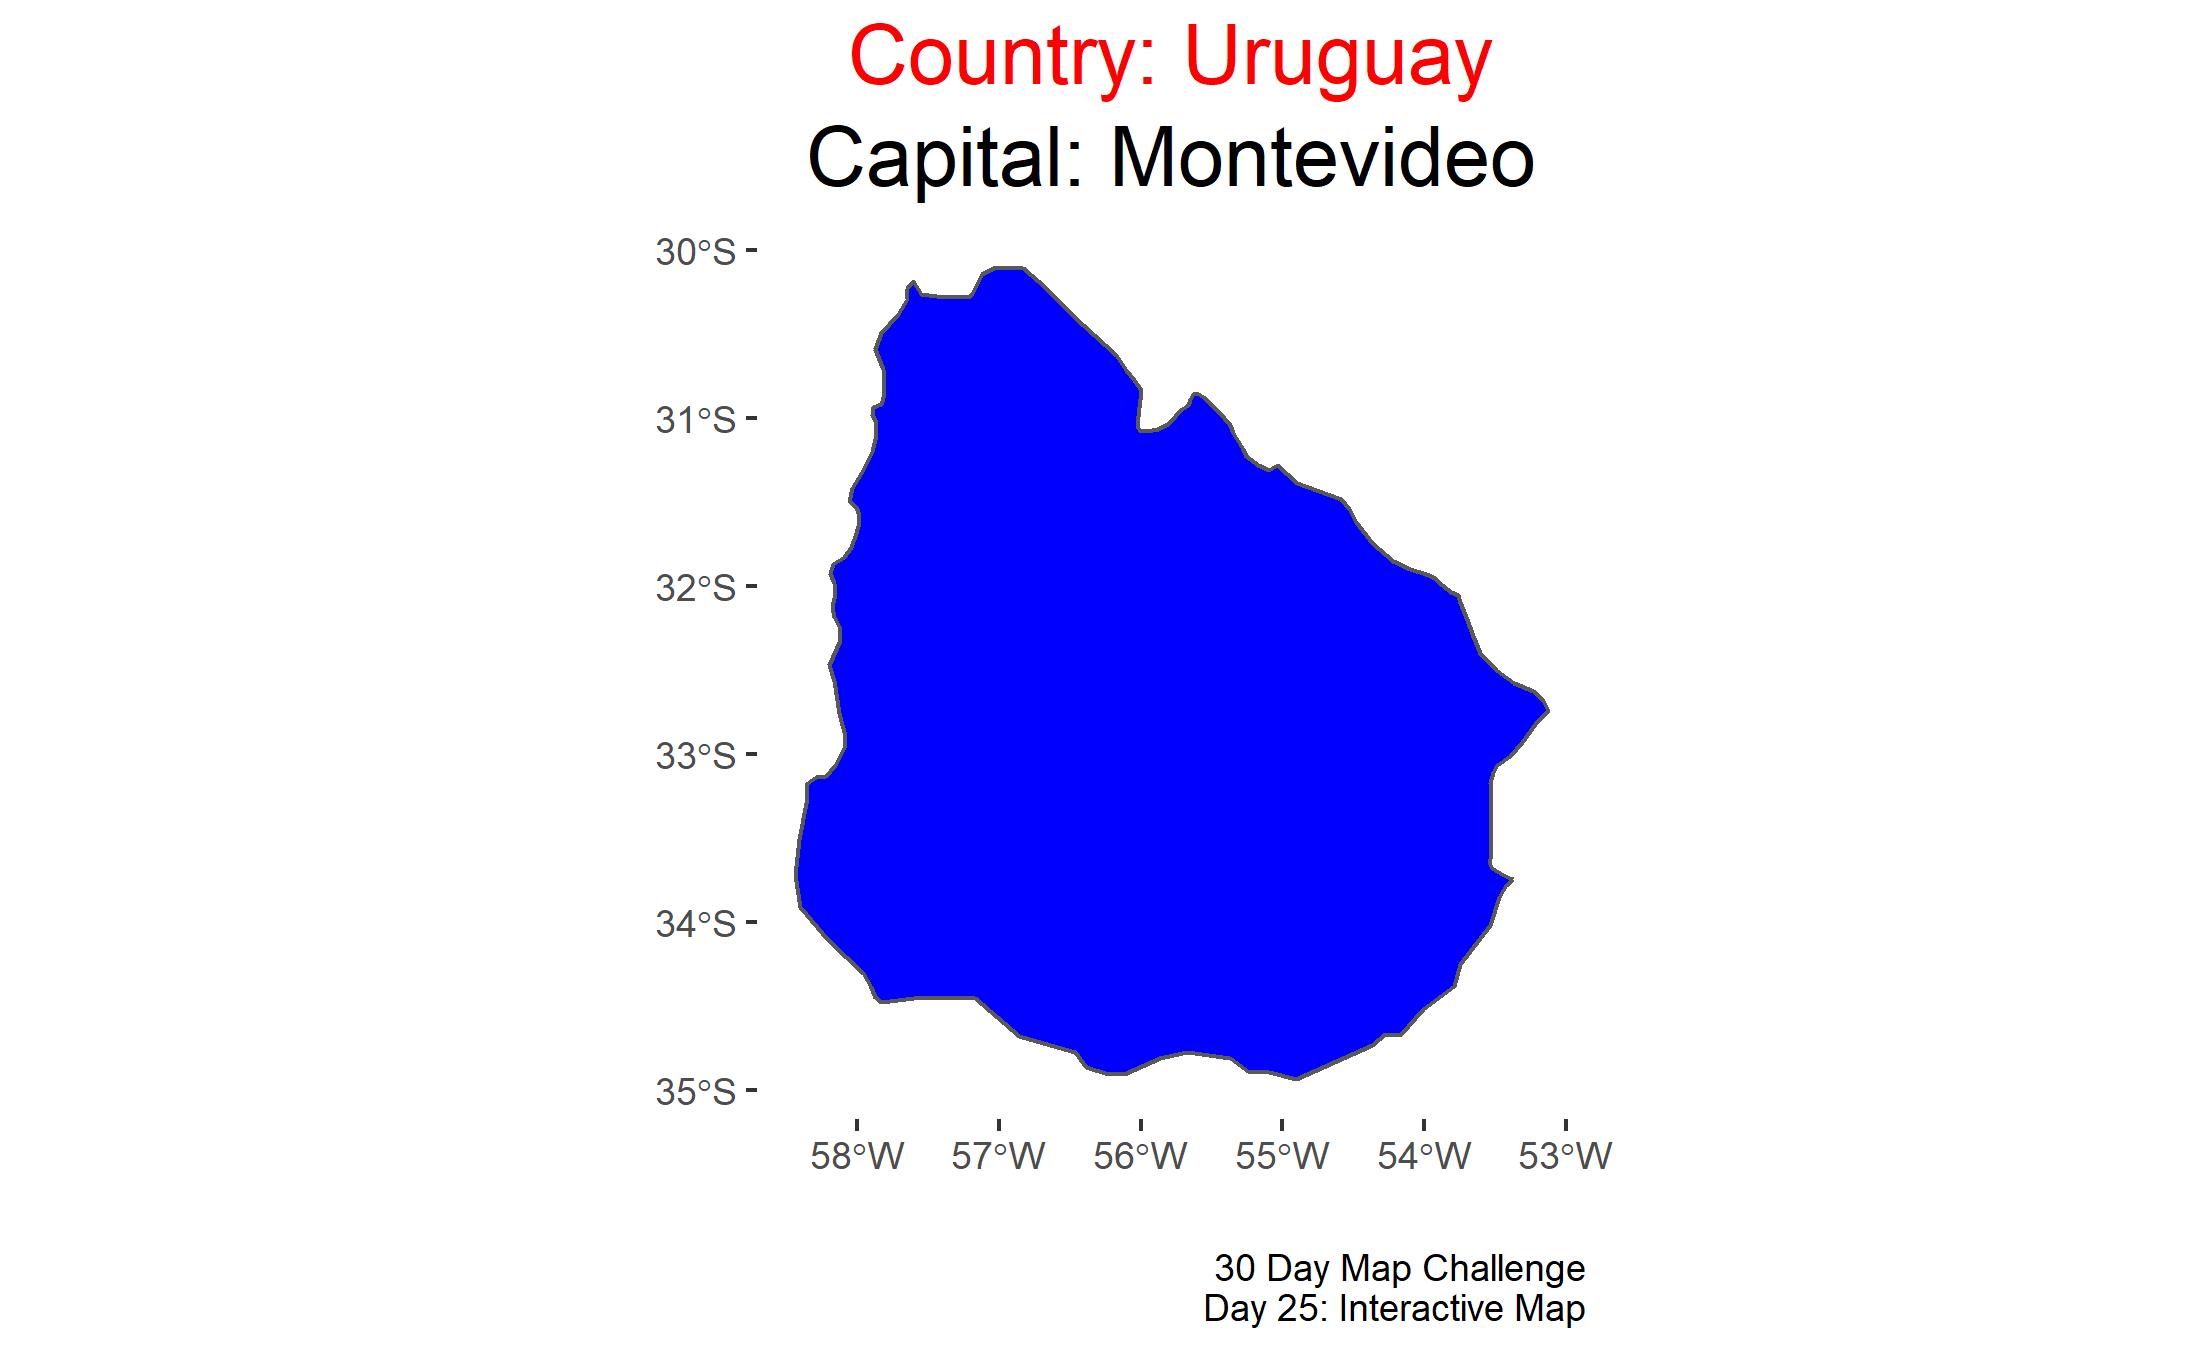 Country: Uruguay
Capital: Montevideo
30°S
31°S
32°S
33°S
34°S
35°S
58°W 57°W 56°W 55°W 54°W 53°W
30 Day Map Challenge
Day 25: Interactive Map